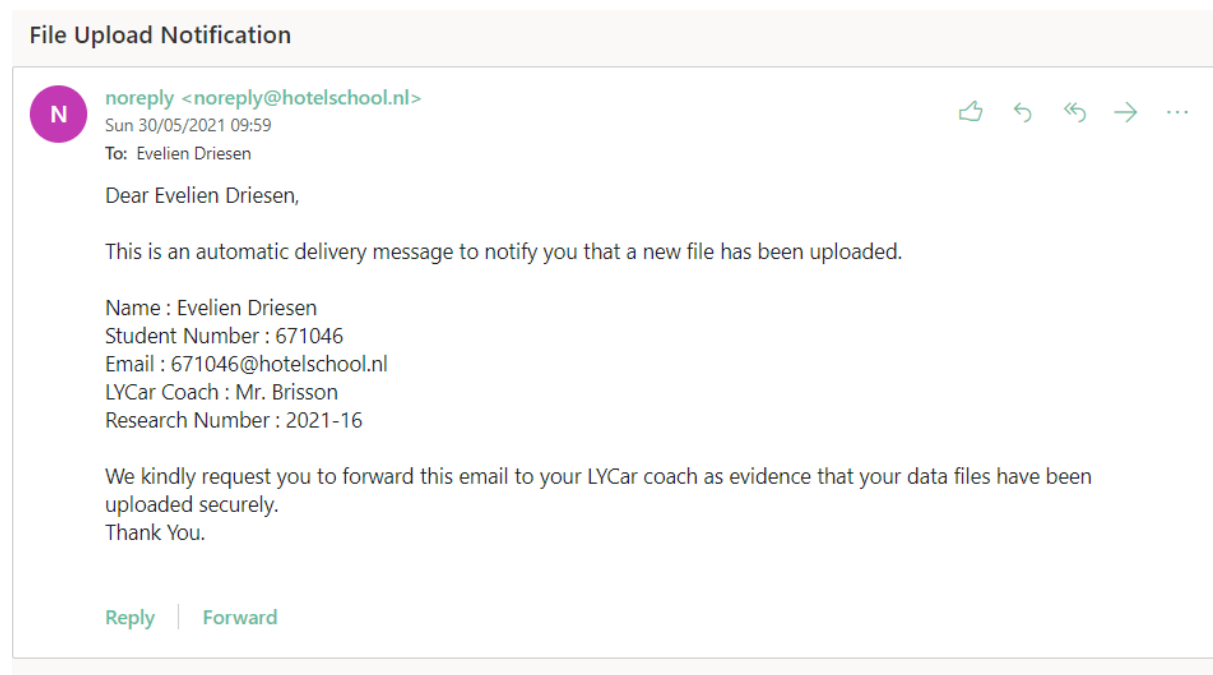 File Upload Notification
N
noreply <noreply@hotelschool.nl>
Sun 30/05/2021 09:59
To: Evelien Driesen
Dear Evelien Driesen,
This is an automatic delivery message to notify you that a new file has been uploaded.
Name : Evelien Driesen
Student Number : 671046
Email : 671046@hotelschool.nl
LYCar Coach : Mr. Brisson
Research Number : 2021-16
We kindly request you to forward this email to your LYCar coach as evidence that your data files have been
uploaded securely.
Thank You.
Reply
Forward